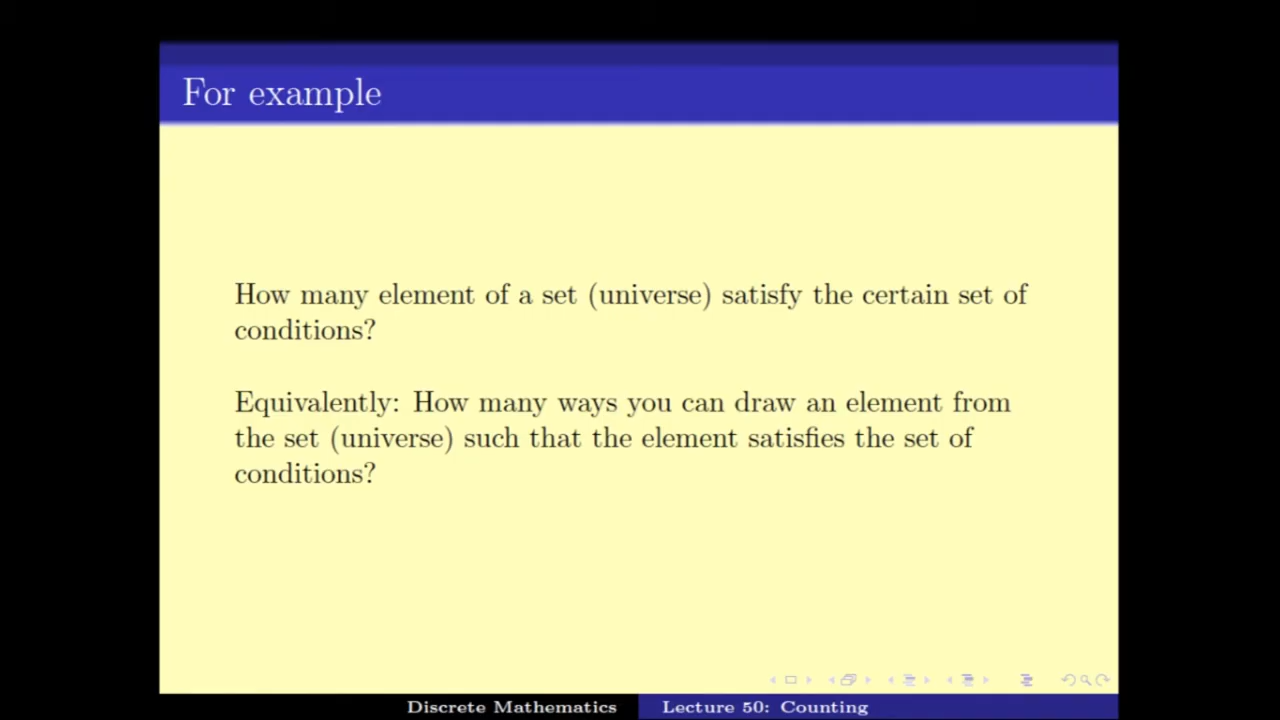 For example
How many element of a set (universe) satisfy the certain set of
conditions?
Equivalently: How many ways you can draw an element from
the set (universe) such that the element satisfies the set of
conditions?
Discrete Mathematics
Lecture 50: Counting